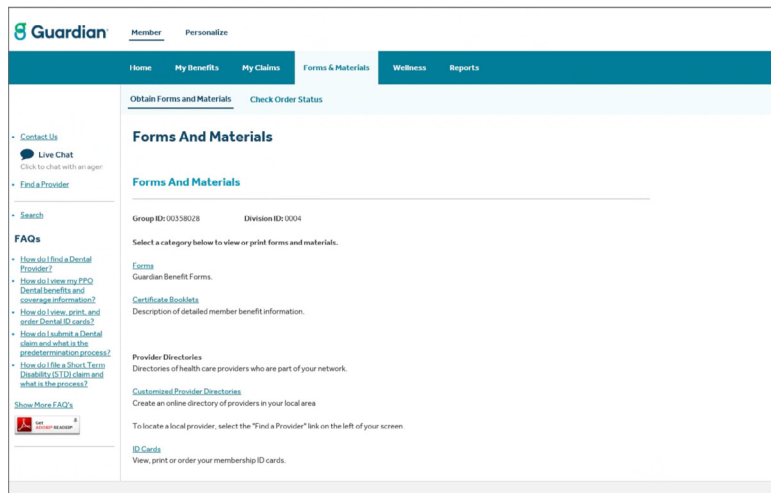 Guardian
Member Personalize
Home My Benefits My Claims Forms & Materials Wellness Reports
Obtain Forms and Materials Check Order Status
Contact Us
Live Chat
Click to chat with an agen
Find a Provider
Search
FAQs
How do I find a Dental
Provider?
How do I view my PPO
Dental benefits and
coverage information?
How do I view, print, and
order Dental ID cards?
How do I submit a Dental
claim and what is the
predetermination process?
How do I file a Short Term
Disability (STD) claim and
what is the process?
Show More FAQ's
Get
ADOBE® READER®
Forms And Materials
Forms And Materials
Group ID: 00358028 Division ID: 0004
Select a category below to view or print forms and materials.
Forms
Guardian Benefit Forms.
Certificate Booklets
Description of detailed member benefit information.
Provider Directories
Directories of health care providers who are part of your network.
Customized Provider Directories
Create an online directory of providers in your local area
To locate a local provider, select the "Find a Provider" link on the left of your screen.
ID Cards
View, print or order your membership ID cards.